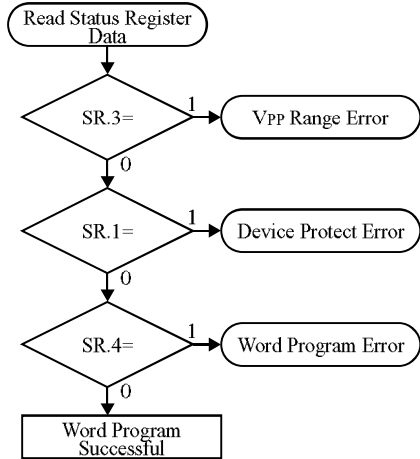 Read Status Register
Data
SR.3=
1
VPP Range Error
0
SR.1=
1
Device Protect Error
0
SR.4=
1
Word Program Error
0
Word Program
Successful